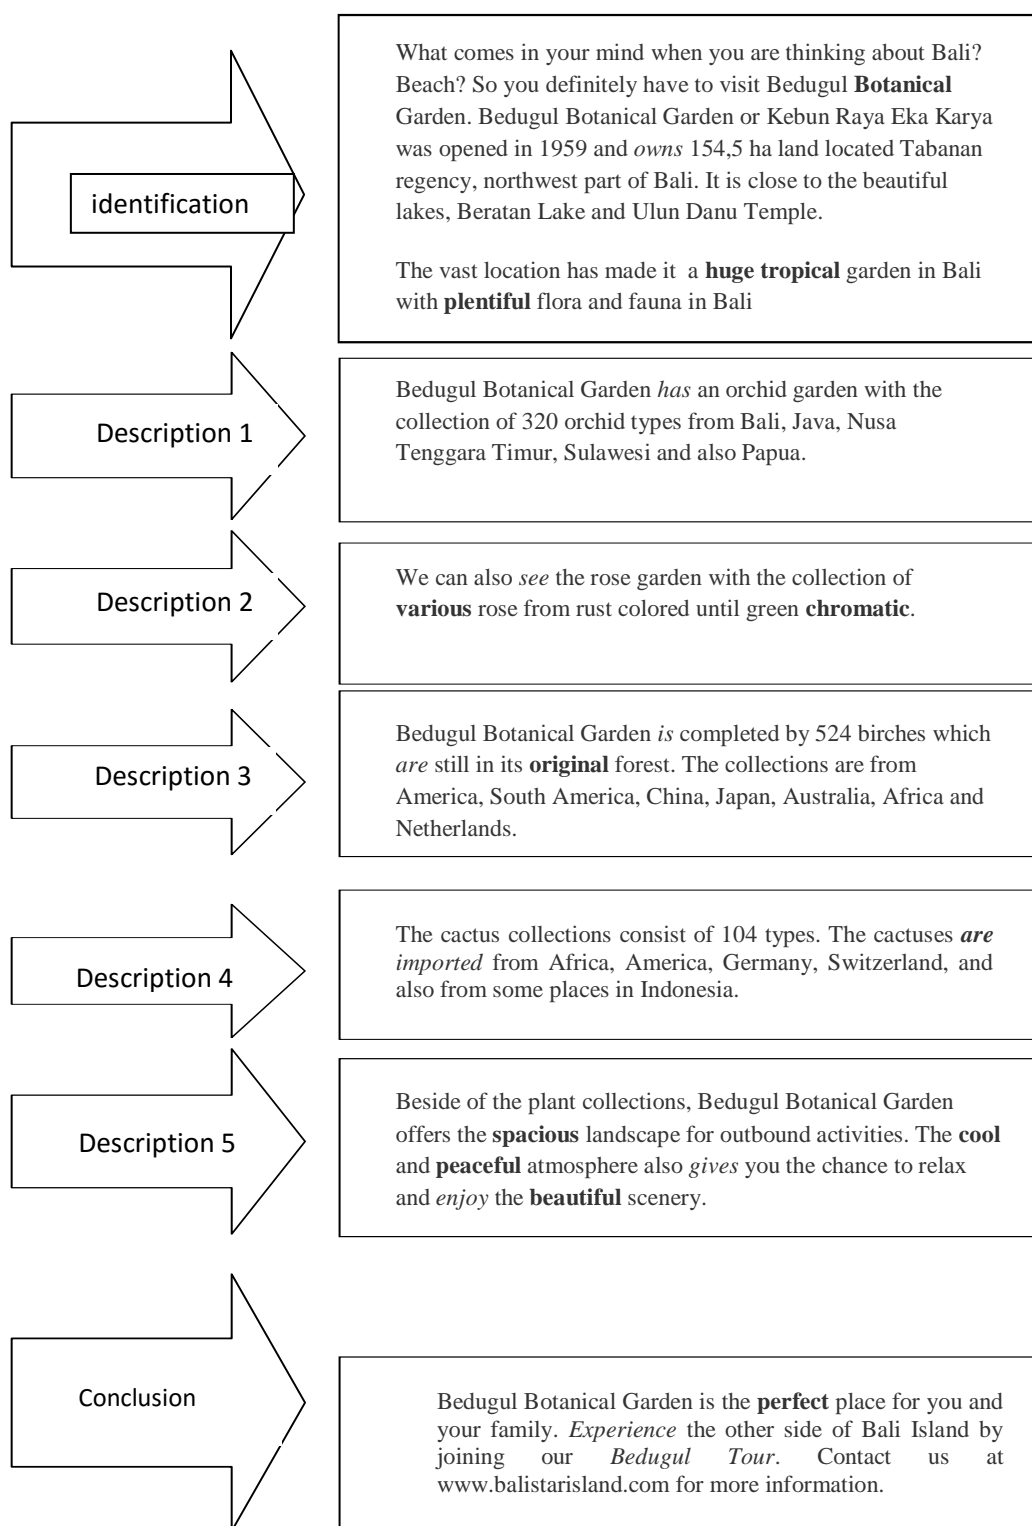 identification
What comes in your mind when you are thinking about Bali?
Beach? So you definitely have to visit Bedugul Botanical
Garden. Bedugul Botanical Garden or Kebun Raya Eka Karya
was opened in 1959 and owns 154,5 ha land located Tabanan
regency, northwest part of Bali. It is close to the beautiful
lakes, Beratan Lake and Ulun Danu Temple.
The vast location has made it a huge tropical garden in Bali
with plentiful flora and fauna in Bali
Description 1
Bedugul Botanical Garden has an orchid garden with the
collection of 320 orchid types from Bali, Java, Nusa
Tenggara Timur, Sulawesi and also Papua.
Description 2
We can also see the rose garden with the collection of
various rose from rust colored until green chromatic.
Description 3
Bedugul Botanical Garden is completed by 524 birches which
are still in its original forest. The collections are from
America, South America, China, Japan, Australia, Africa and
Netherlands.
Description 4
The cactus collections consist of 104 types. The cactuses are
imported from Africa, America, Germany, Switzerland, and
also from some places in Indonesia.
Description 5
Beside of the plant collections, Bedugul Botanical Garden
offers the spacious landscape for outbound activities. The cool
and peaceful atmosphere also gives you the chance to relax
and enjoy the beautiful scenery.
Conclusion
Bedugul Botanical Garden is the perfect place for you and
your family. Experience the other side of Bali Island by
joining our Bedugul Tour. Contact us at
www.balistarisland.com for more information.